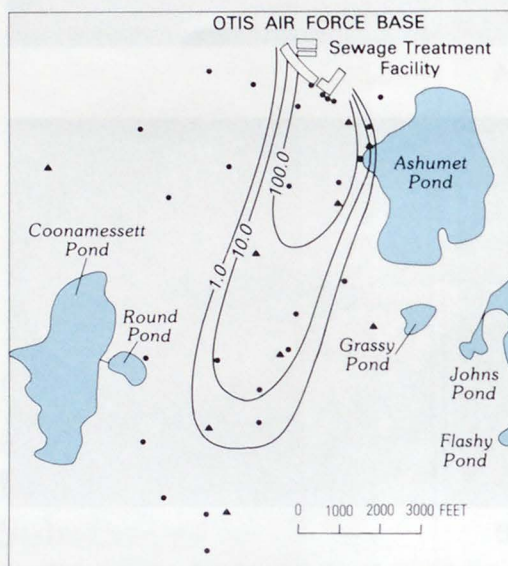 OTIS AIR FORCE BASE
Sewage Treatment
Facility
100.0
10.0
1.0
Ashumet
Pond
Coonamessett
Pond
Round
Pond
Grassy
Pond
Johns
Pond
Flashy
Pond
0 1000 2000 3000 FEET